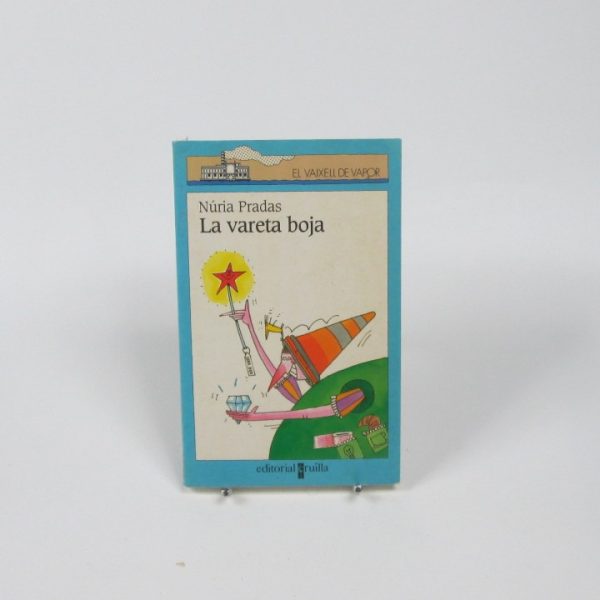 EL VAIXELL DE VAPOR
Núria Pradas
La vareta boja
editorial cruïlla